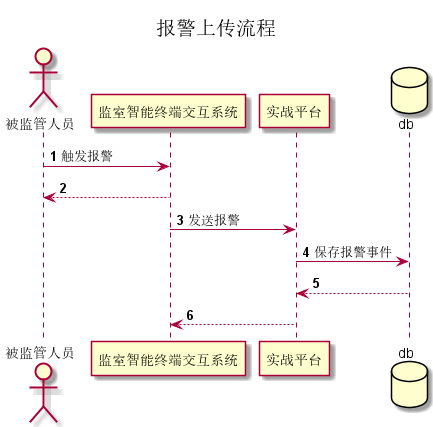 报警上传流程
被监管人员 监室智能终端交互系统 实战平台 db
1 触发报警
2
3 发送报警
4 保存报警事件
5
6
被监管人员 监室智能终端交互系统 实战平台 db